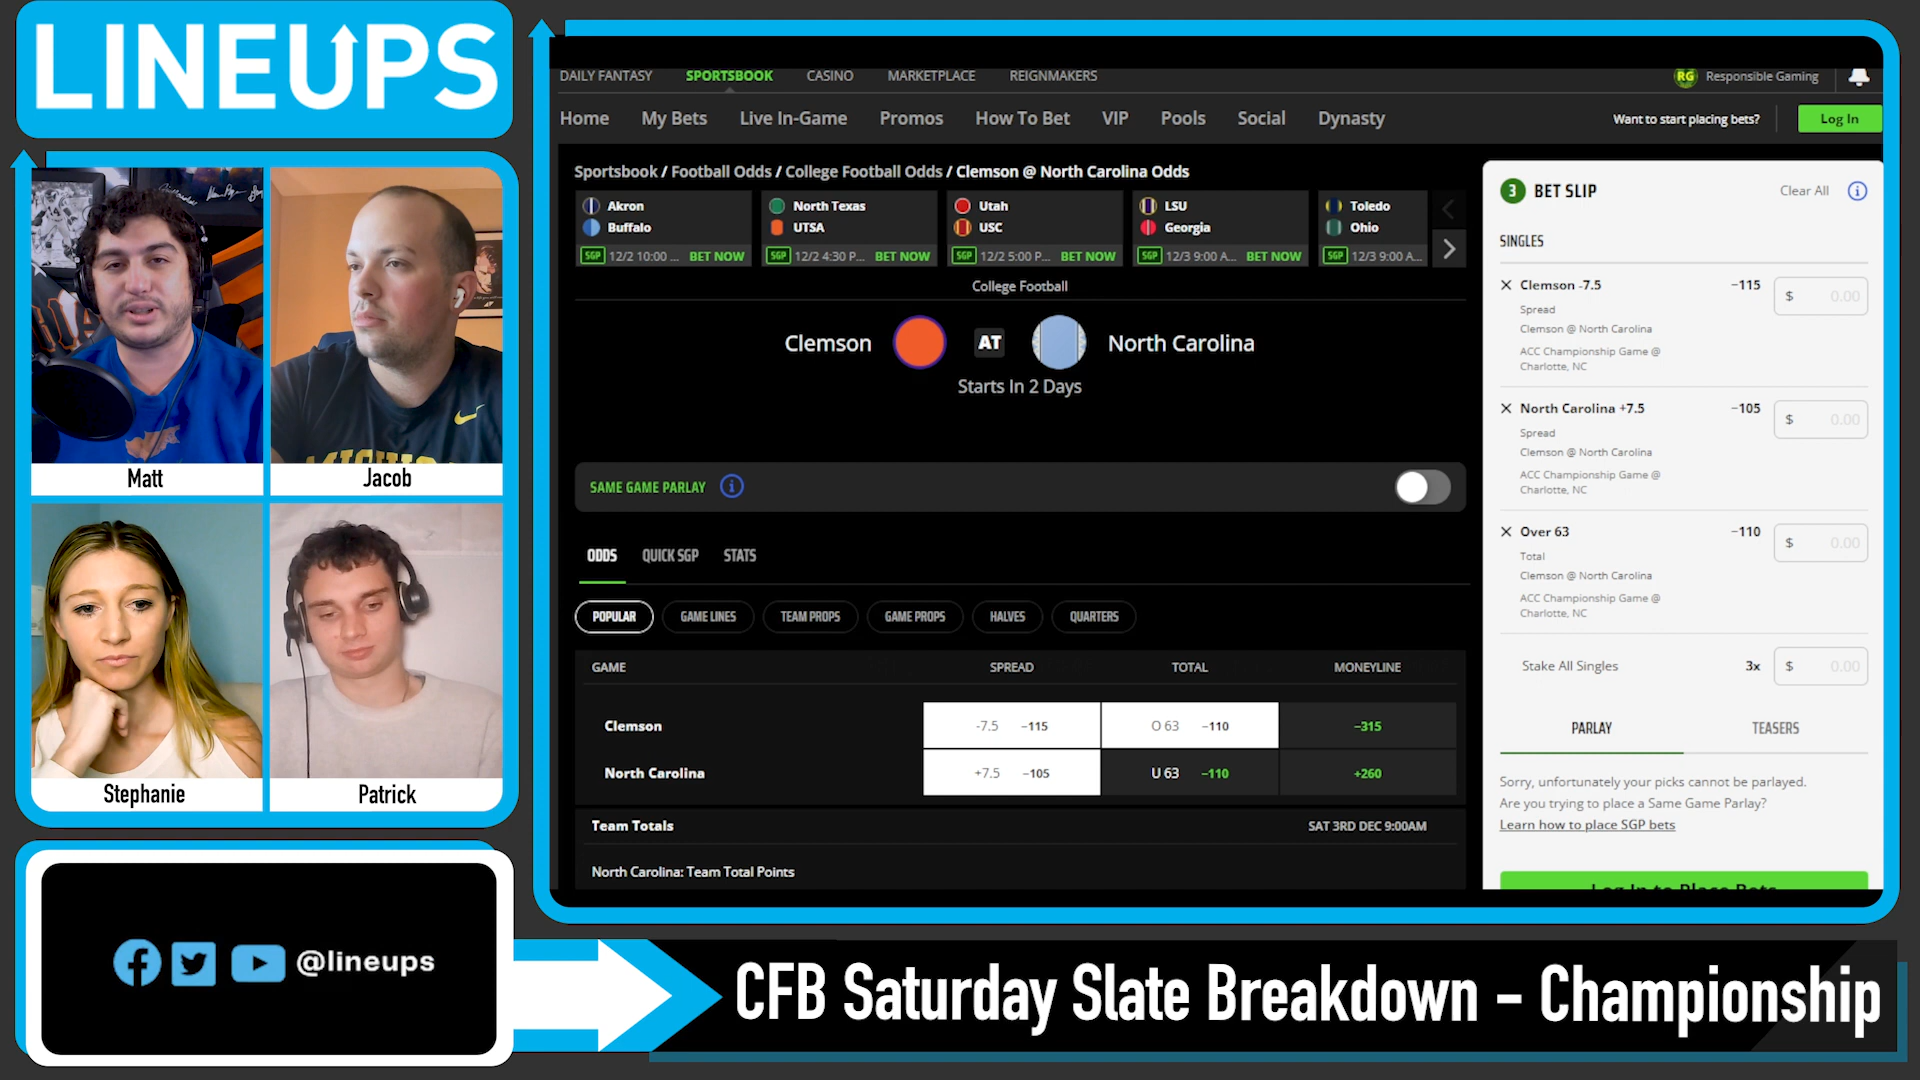 LINEUPS
Matt
Jacob
Stephanie
Patrick
@lineups
DAILY FANTASY SPORTSBOOK CASINO MARKETPLACE REIGNMAKERS
RG Responsible Gaming
Home My Bets Live In-Game Promos How To Bet VIP Pools Social Dynasty
Want to start placing bets? Log In
Sportsbook / Football Odds / College Football Odds / Clemson @ North Carolina Odds
Akron
Buffalo
SGP 12/2 10:00 ... BET NOW
North Texas
UTSA
SGP 12/2 4:30 P... BET NOW
Utah
USC
SGP 12/2 5:00 P... BET NOW
LSU
Georgia
SGP 12/3 9:00 A... BET NOW
Toledo
Ohio
SGP 12/3 9:00 A...
College Football
Clemson AT North Carolina
Starts In 2 Days
SAME GAME PARLAY
ODDS QUICK SGP STATS
POPULAR GAME LINES TEAM PROPS GAME PROPS HALVES QUARTERS
GAME SPREAD TOTAL MONEYLINE
Clemson -7.5 −115 O 63 −110 −315
North Carolina +7.5 −105 U 63 −110 +260
Team Totals SAT 3RD DEC 9:00AM
North Carolina: Team Total Points
3 BET SLIP Clear All
SINGLES
Clemson -7.5 −115 $ 0.00
Spread
Clemson @ North Carolina
ACC Championship Game @
Charlotte, NC
North Carolina +7.5 −105 $ 0.00
Spread
Clemson @ North Carolina
ACC Championship Game @
Charlotte, NC
Over 63 −110 $ 0.00
Total
Clemson @ North Carolina
ACC Championship Game @
Charlotte, NC
Stake All Singles 3x $ 0.00
PARLAY TEASERS
Sorry, unfortunately your picks cannot be parlayed.
Are you trying to place a Same Game Parlay?
Learn how to place SGP bets
Log In to Place Bets
CFB Saturday Slate Breakdown - Championship